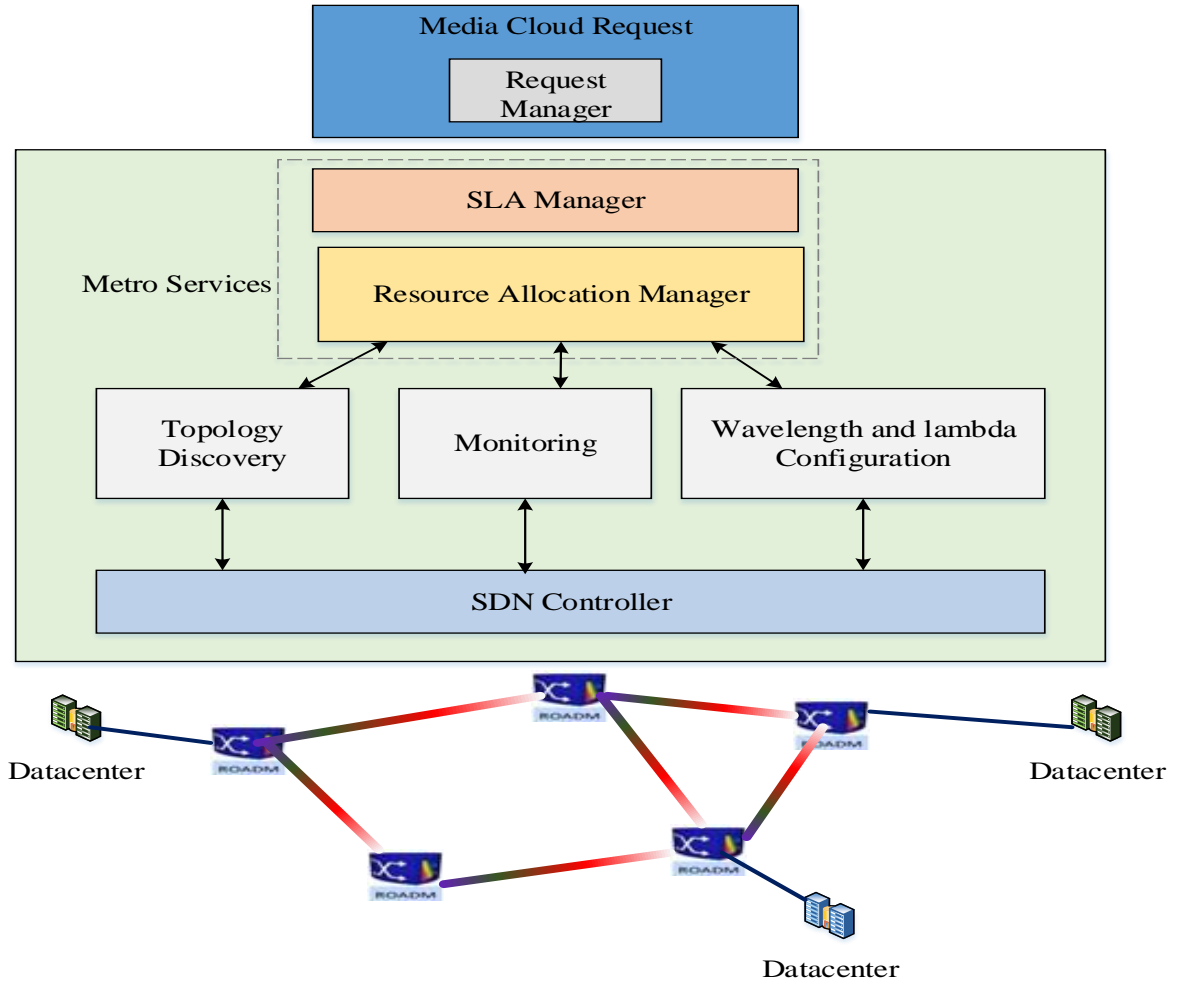 Media Cloud Request
Request
Manager
SLA Manager
Metro Services
Resource Allocation Manager
Topology
Discovery
Monitoring
Wavelength and lambda
Configuration
SDN Controller
ROADM
ROADM
ROADM
Datacenter
Datacenter
ROADM
ROADM
Datacenter